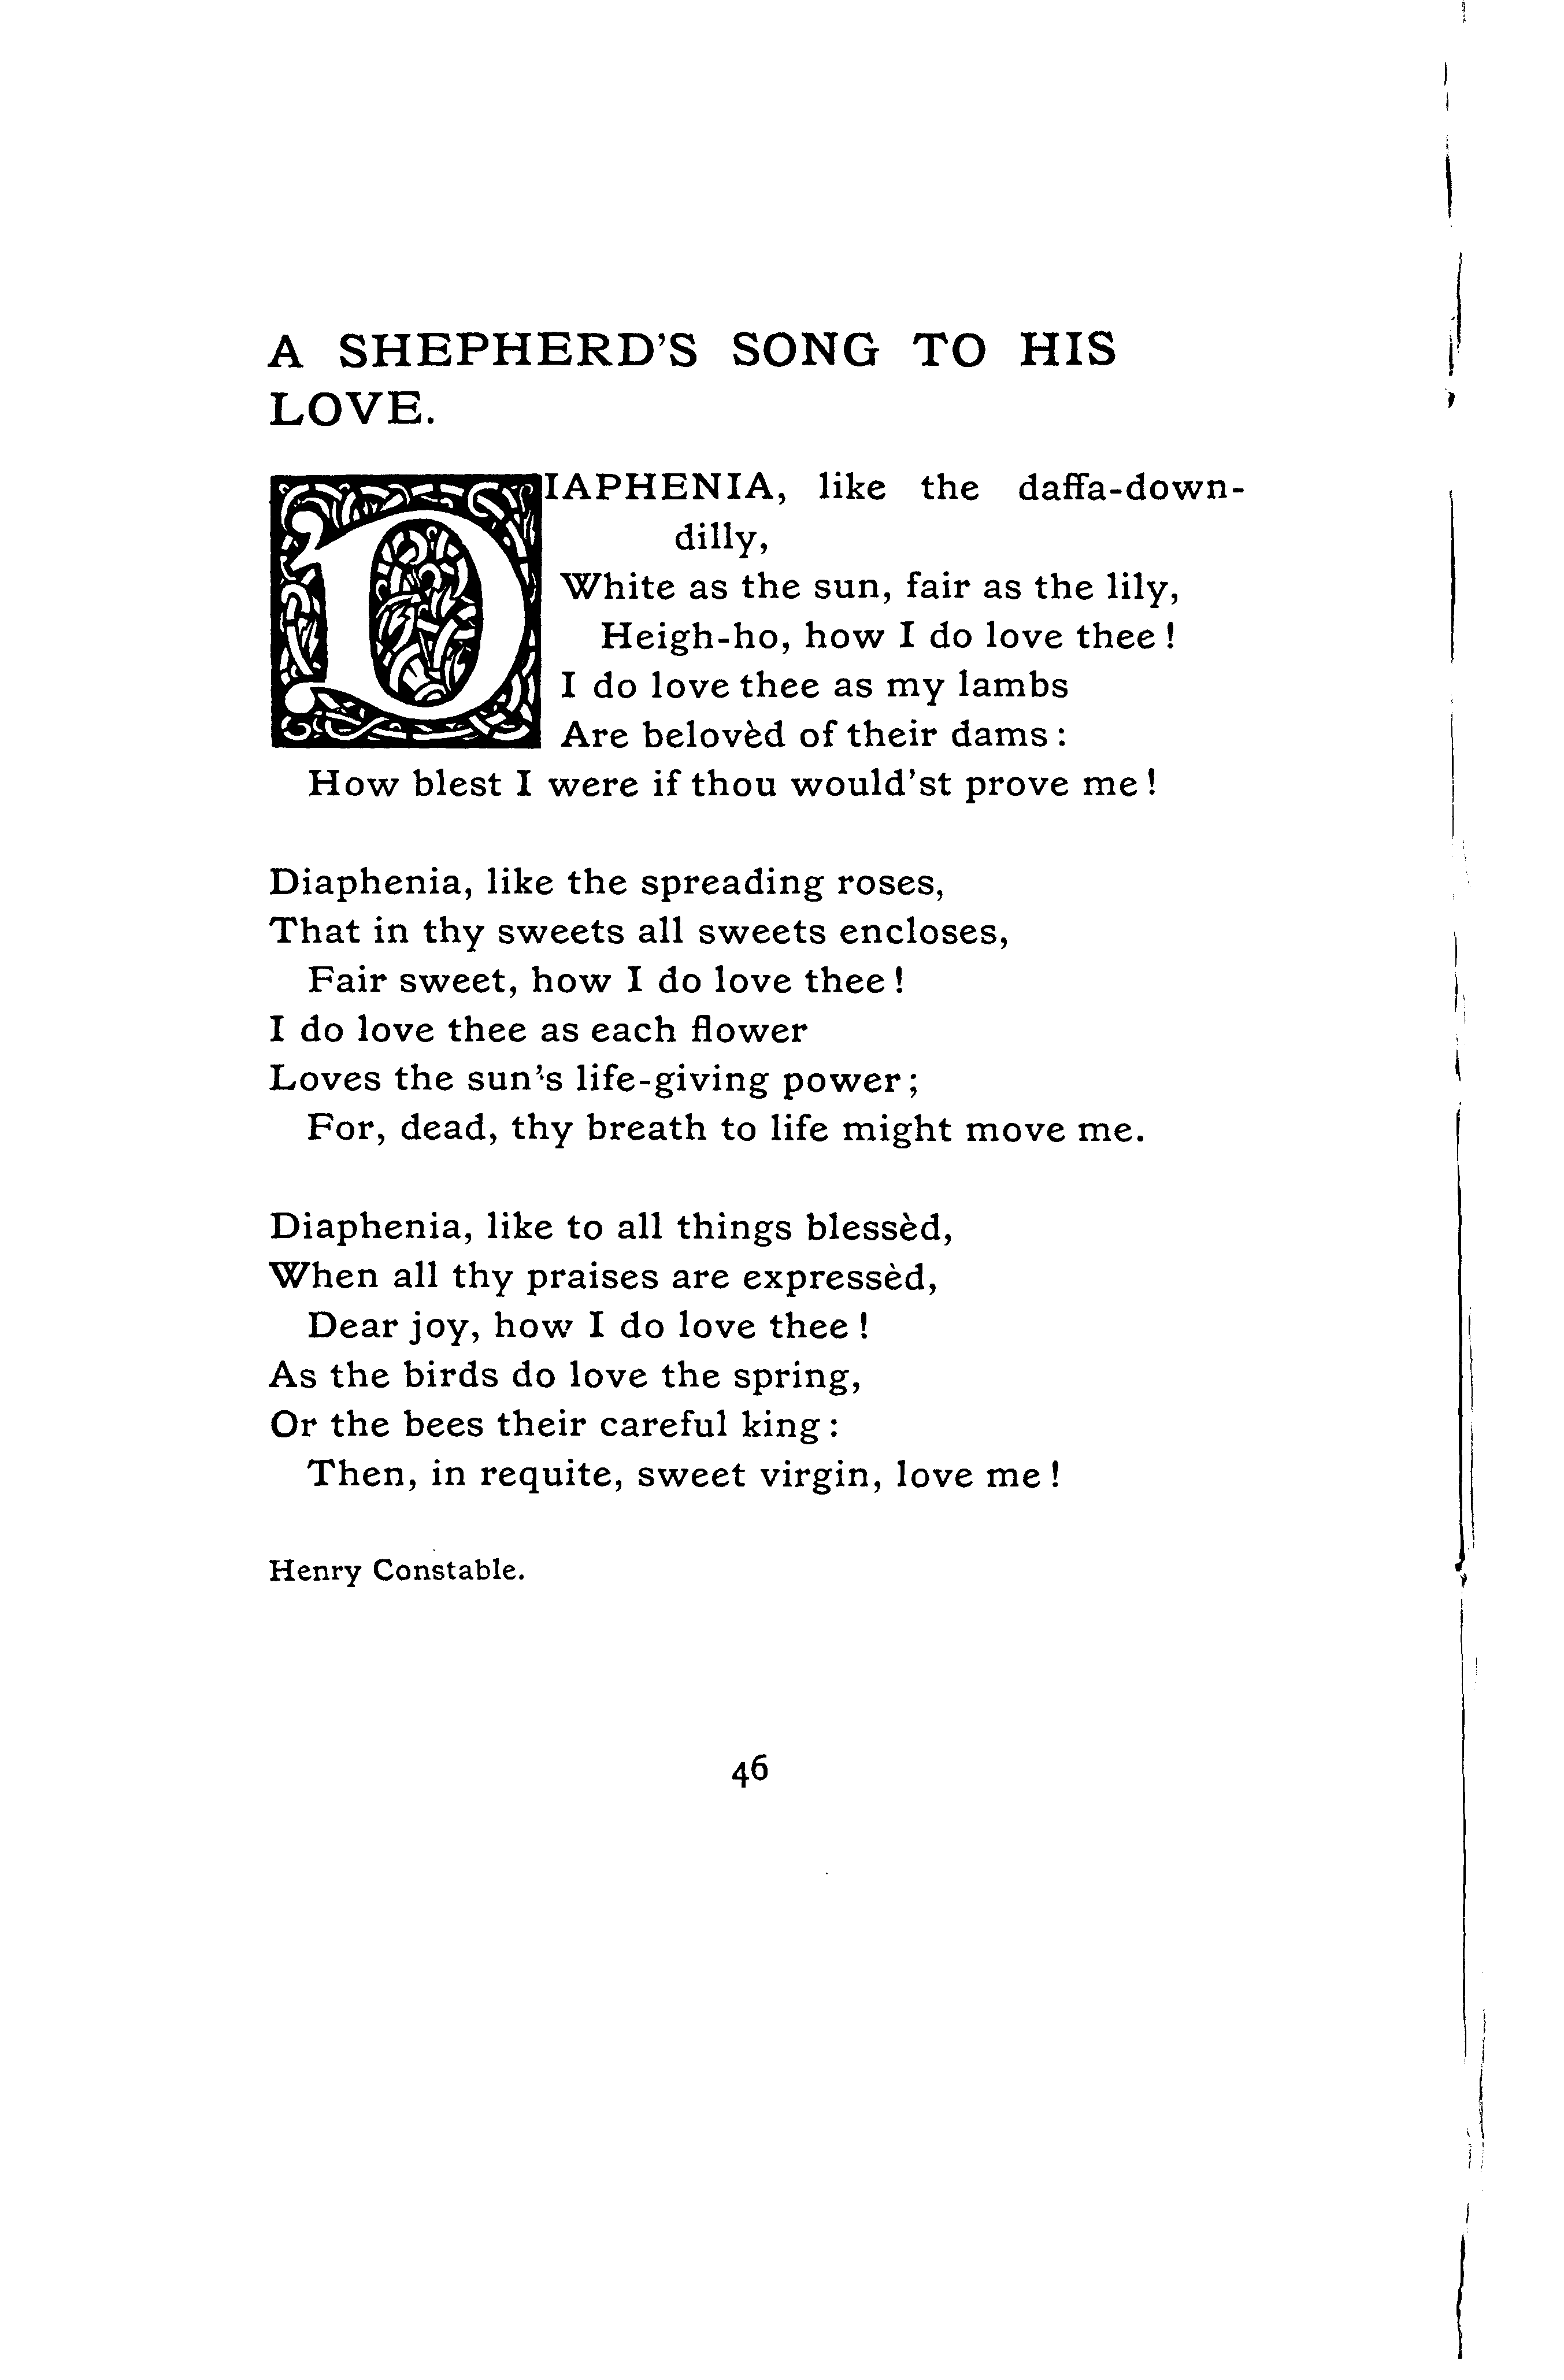 A SHEPHERD'S SONG TO HIS
LOVE.
DIAPHENIA, like the daffa-down-
dilly,
White as the sun, fair as the lily,
Heigh-ho, how I do love thee!
I do love thee as my lambs
Are belovèd of their dams:
How blest I were if thou would'st prove me!

Diaphenia, like the spreading roses,
That in thy sweets all sweets encloses,
Fair sweet, how I do love thee!
I do love thee as each flower
Loves the sun's life-giving power;
For, dead, thy breath to life might move me.

Diaphenia, like to all things blessèd,
When all thy praises are expressèd,
Dear joy, how I do love thee!
As the birds do love the spring,
Or the bees their careful king:
Then, in requite, sweet virgin, love me!

Henry Constable.

46